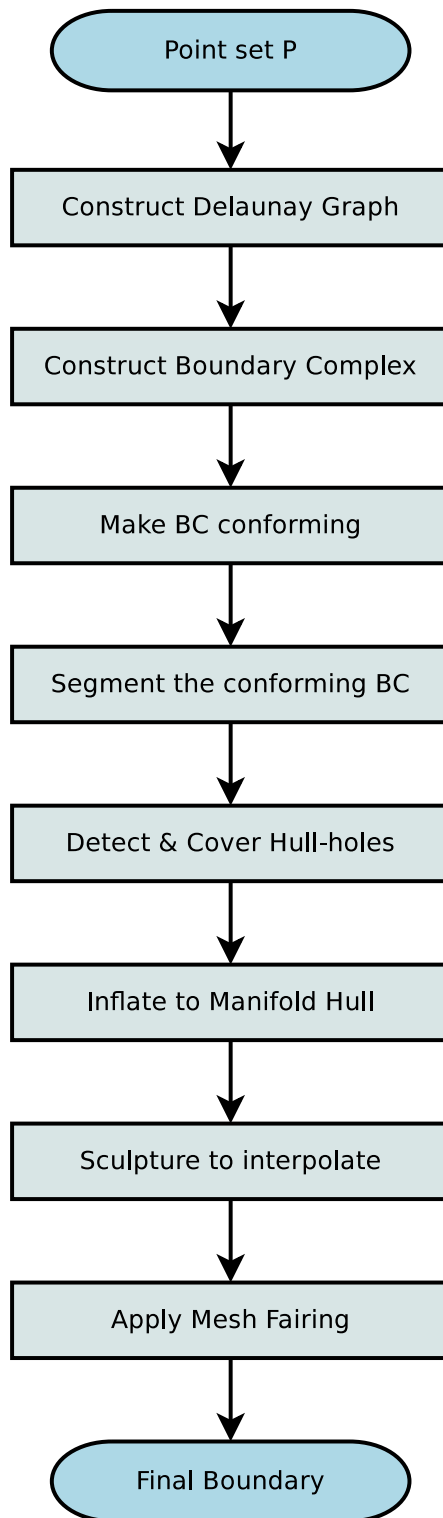 Point set P
Construct Delaunay Graph
Construct Boundary Complex
Make BC conforming
Segment the conforming BC
Detect & Cover Hull-holes
Inflate to Manifold Hull
Sculpture to interpolate
Apply Mesh Fairing
Final Boundary